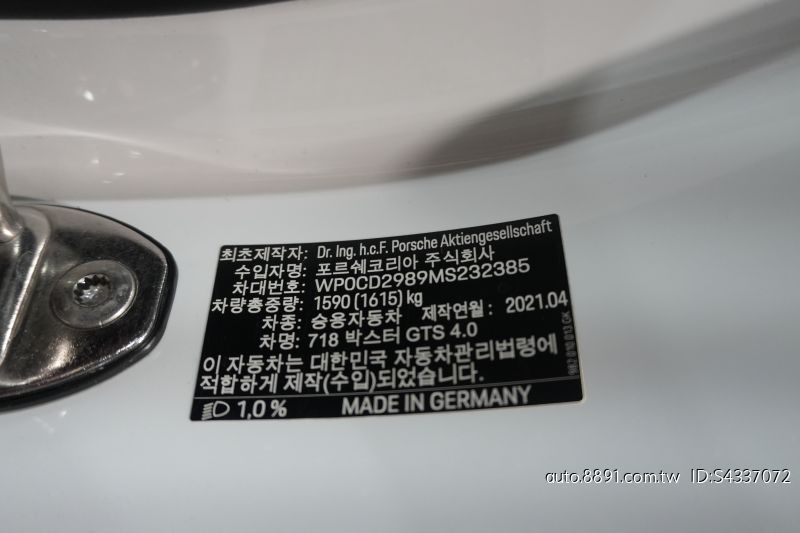 최초제작자: Dr. Ing. h.c.F. Porsche Aktiengesellschaft
수입자명: 포르쉐코리아 주식회사
차대번호: WP0CD2989MS232385
차량총중량: 1590 (1615) kg
차종: 승용자동차 제작연월: 2021.04
차명: 718 박스터 GTS 4.0
이 자동차는 대한민국 자동차관리법령에
적합하게 제작(수입)되었습니다.
1,0 % MADE IN GERMANY
982 010 013 GK
auto.8891.com.tw ID:S4337072